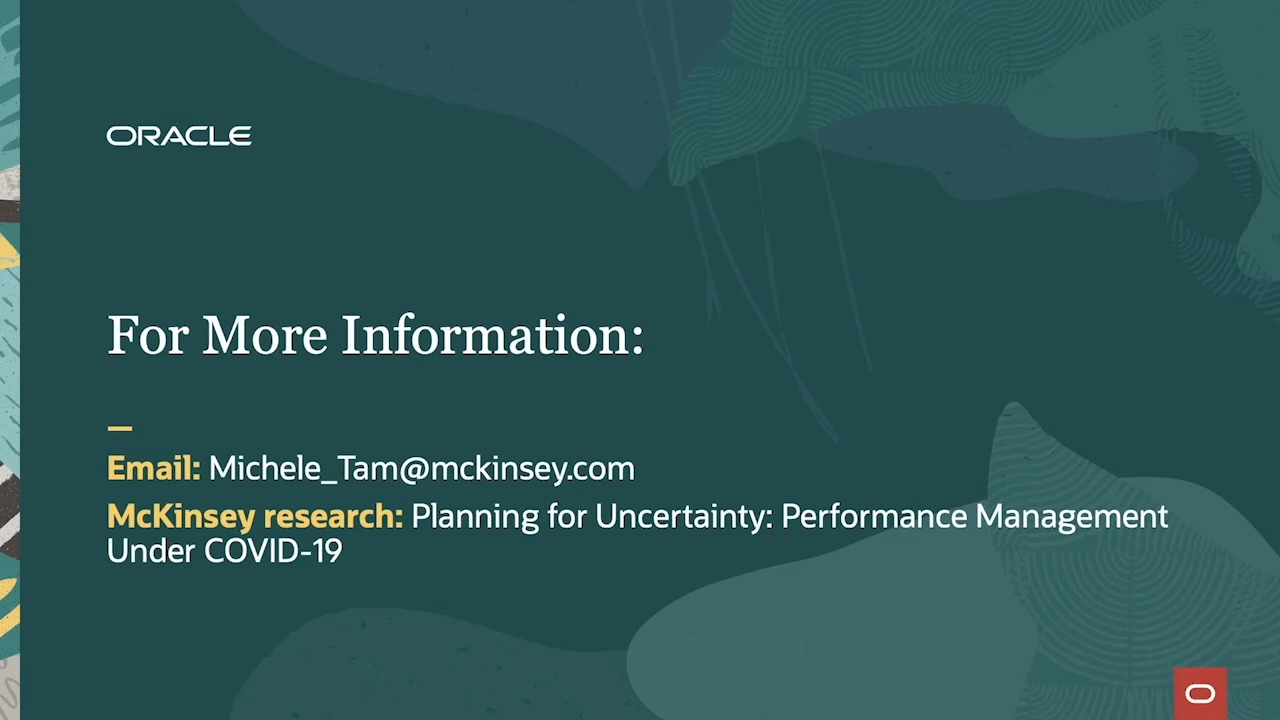 ORACLE
For More Information:
Email: Michele_Tam@mckinsey.com
McKinsey research: Planning for Uncertainty: Performance Management
Under COVID-19